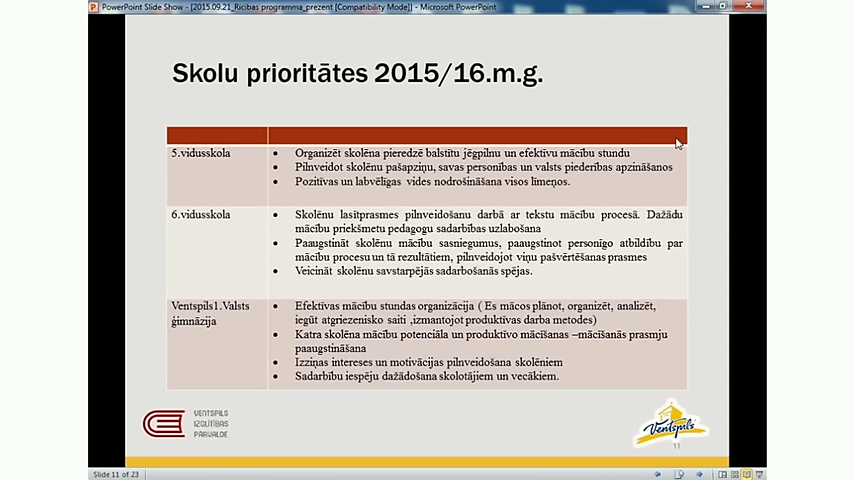 PowerPoint Slide Show - [2015.09.21_Ricibas programma_prezent [Compatibility Mode]] - Microsoft PowerPoint
Skolu prioritātes 2015/16.m.g.
5.vidusskola
• Organizēt skolēna pieredzē balstītu jēgpilnu un efektīvu mācību stundu
• Pilnveidot skolēnu pašapziņu, savas personības un valsts piederības apzināšanos
• Pozitīvas un labvēlīgas vides nodrošināšana visos līmeņos.
6.vidusskola
• Skolēnu lasītprasmes pilnveidošanu darbā ar tekstu mācību procesā. Dažādu
mācību priekšmetu pedagogu sadarbības uzlabošana
• Paaugstināt skolēnu mācību sasniegumus, paaugstinot personīgo atbildību par
mācību procesu un tā rezultātiem, pilnveidojot viņu pašvērtēšanas prasmes
• Veicināt skolēnu savstarpējās sadarbošanās spējas.
Ventspils1.Valsts
ģimnāzija
• Efektīvas mācību stundas organizācija ( Es mācos plānot, organizēt, analizēt,
iegūt atgriezenisko saiti ,izmantojot produktīvas darba metodes)
• Katra skolēna mācību potenciāla un produktīvo mācīšanas –mācīšanās prasmju
paaugstināšana
• Izziņas intereses un motivācijas pilnveidošana skolēniem
• Sadarbību iespēju dažādošana skolotājiem un vecākiem.
VENTSPILS
IZGLĪTĪBAS
PĀRVALDE
Ventspils
11
Slide 11 of 23